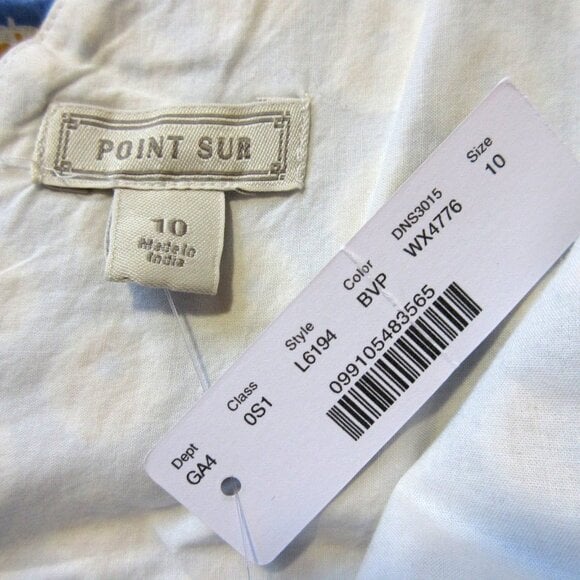 POINT SUR
10
Made in
India
Dept
GA4
Class
0S1
Style
L6194
Color
BVP
DNS3015
WX4776
Size
10
099105483565